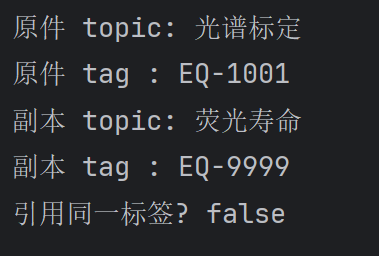 原件 topic: 光谱标定
原件 tag : EQ-1001
副本 topic: 荧光寿命
副本 tag : EQ-9999
引用同一标签? false